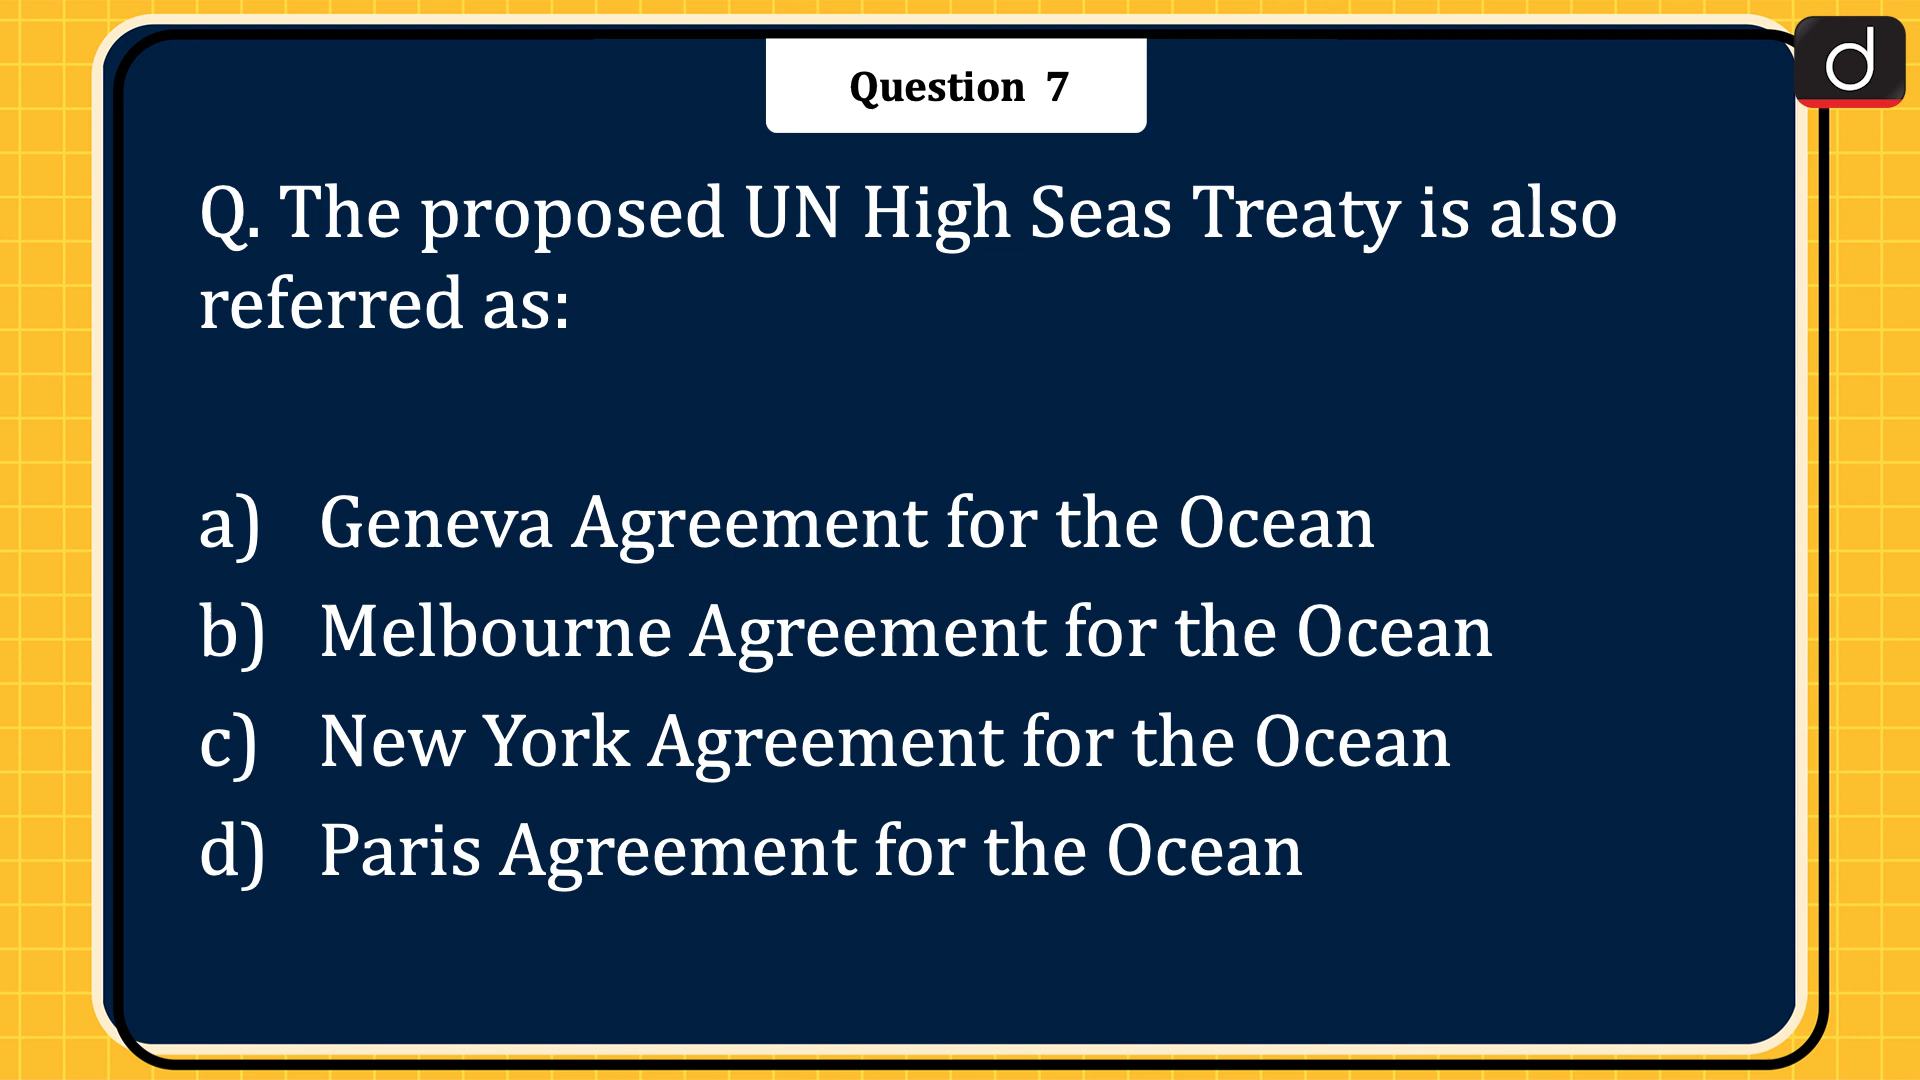 Question 7
d
Q. The proposed UN High Seas Treaty is also
referred as:
a) Geneva Agreement for the Ocean
b) Melbourne Agreement for the Ocean
c) New York Agreement for the Ocean
d) Paris Agreement for the Ocean